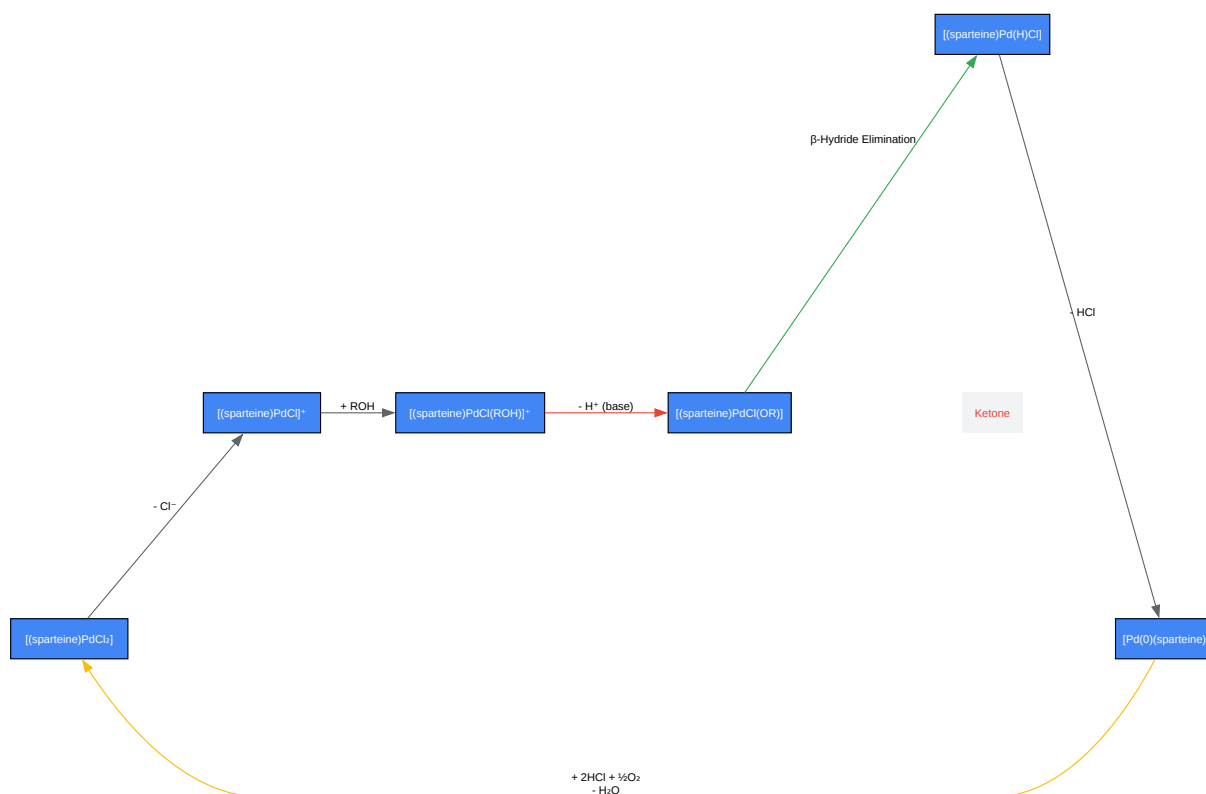 [(sparteine)Pd(H)Cl]
β-Hydride Elimination
- HCl
[(sparteine)PdCl]⁺
+ ROH
[(sparteine)PdCl(ROH)]⁺
- H⁺ (base)
[(sparteine)PdCl(OR)]
Ketone
- Cl⁻
[(sparteine)PdCl₂]
[Pd(0)(sparteine)
+ 2HCl + ½O₂
- H₂O